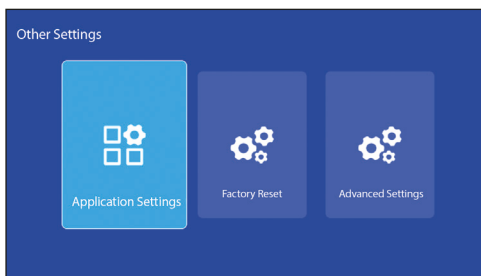 Other Settings
Application Settings
Factory Reset
Advanced Settings